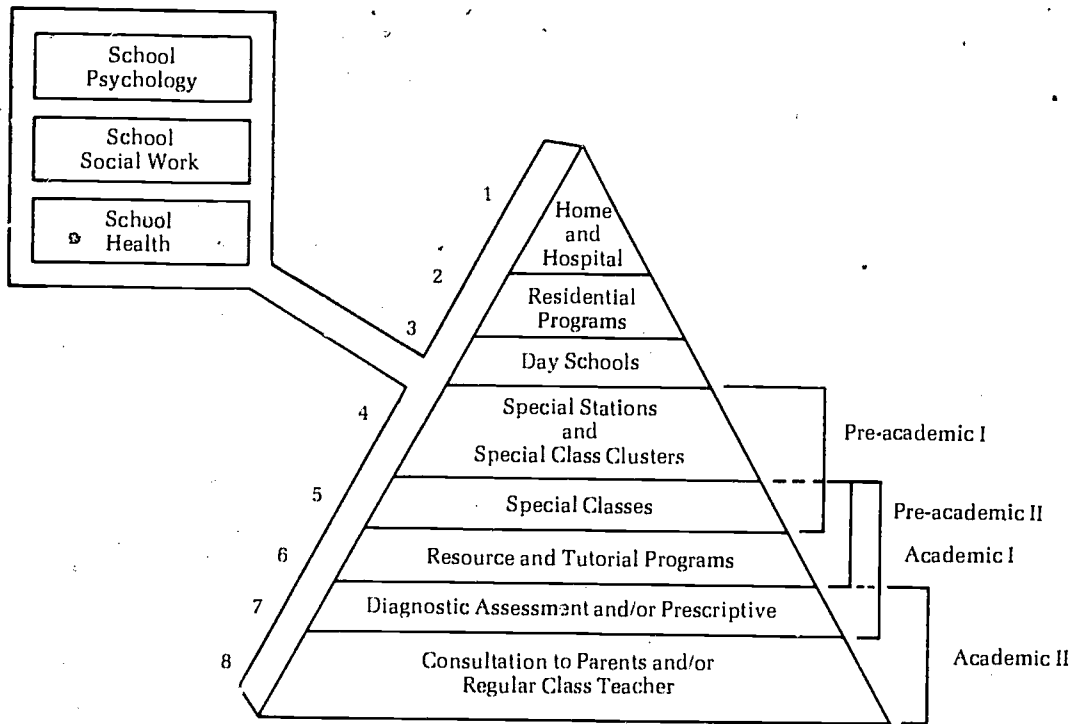 School
Psychology
School
Social Work
School
Health
1
2
3
4
5
6
7
8
Home
and
Hospital
Residential
Programs
Day Schools
Special Stations
and
Special Class Clusters
Special Classes
Resource and Tutorial Programs
Diagnostic Assessment and/or Prescriptive
Consultation to Parents and/or
Regular Class Teacher
Pre-academic I
Pre-academic II
Academic I
Academic II